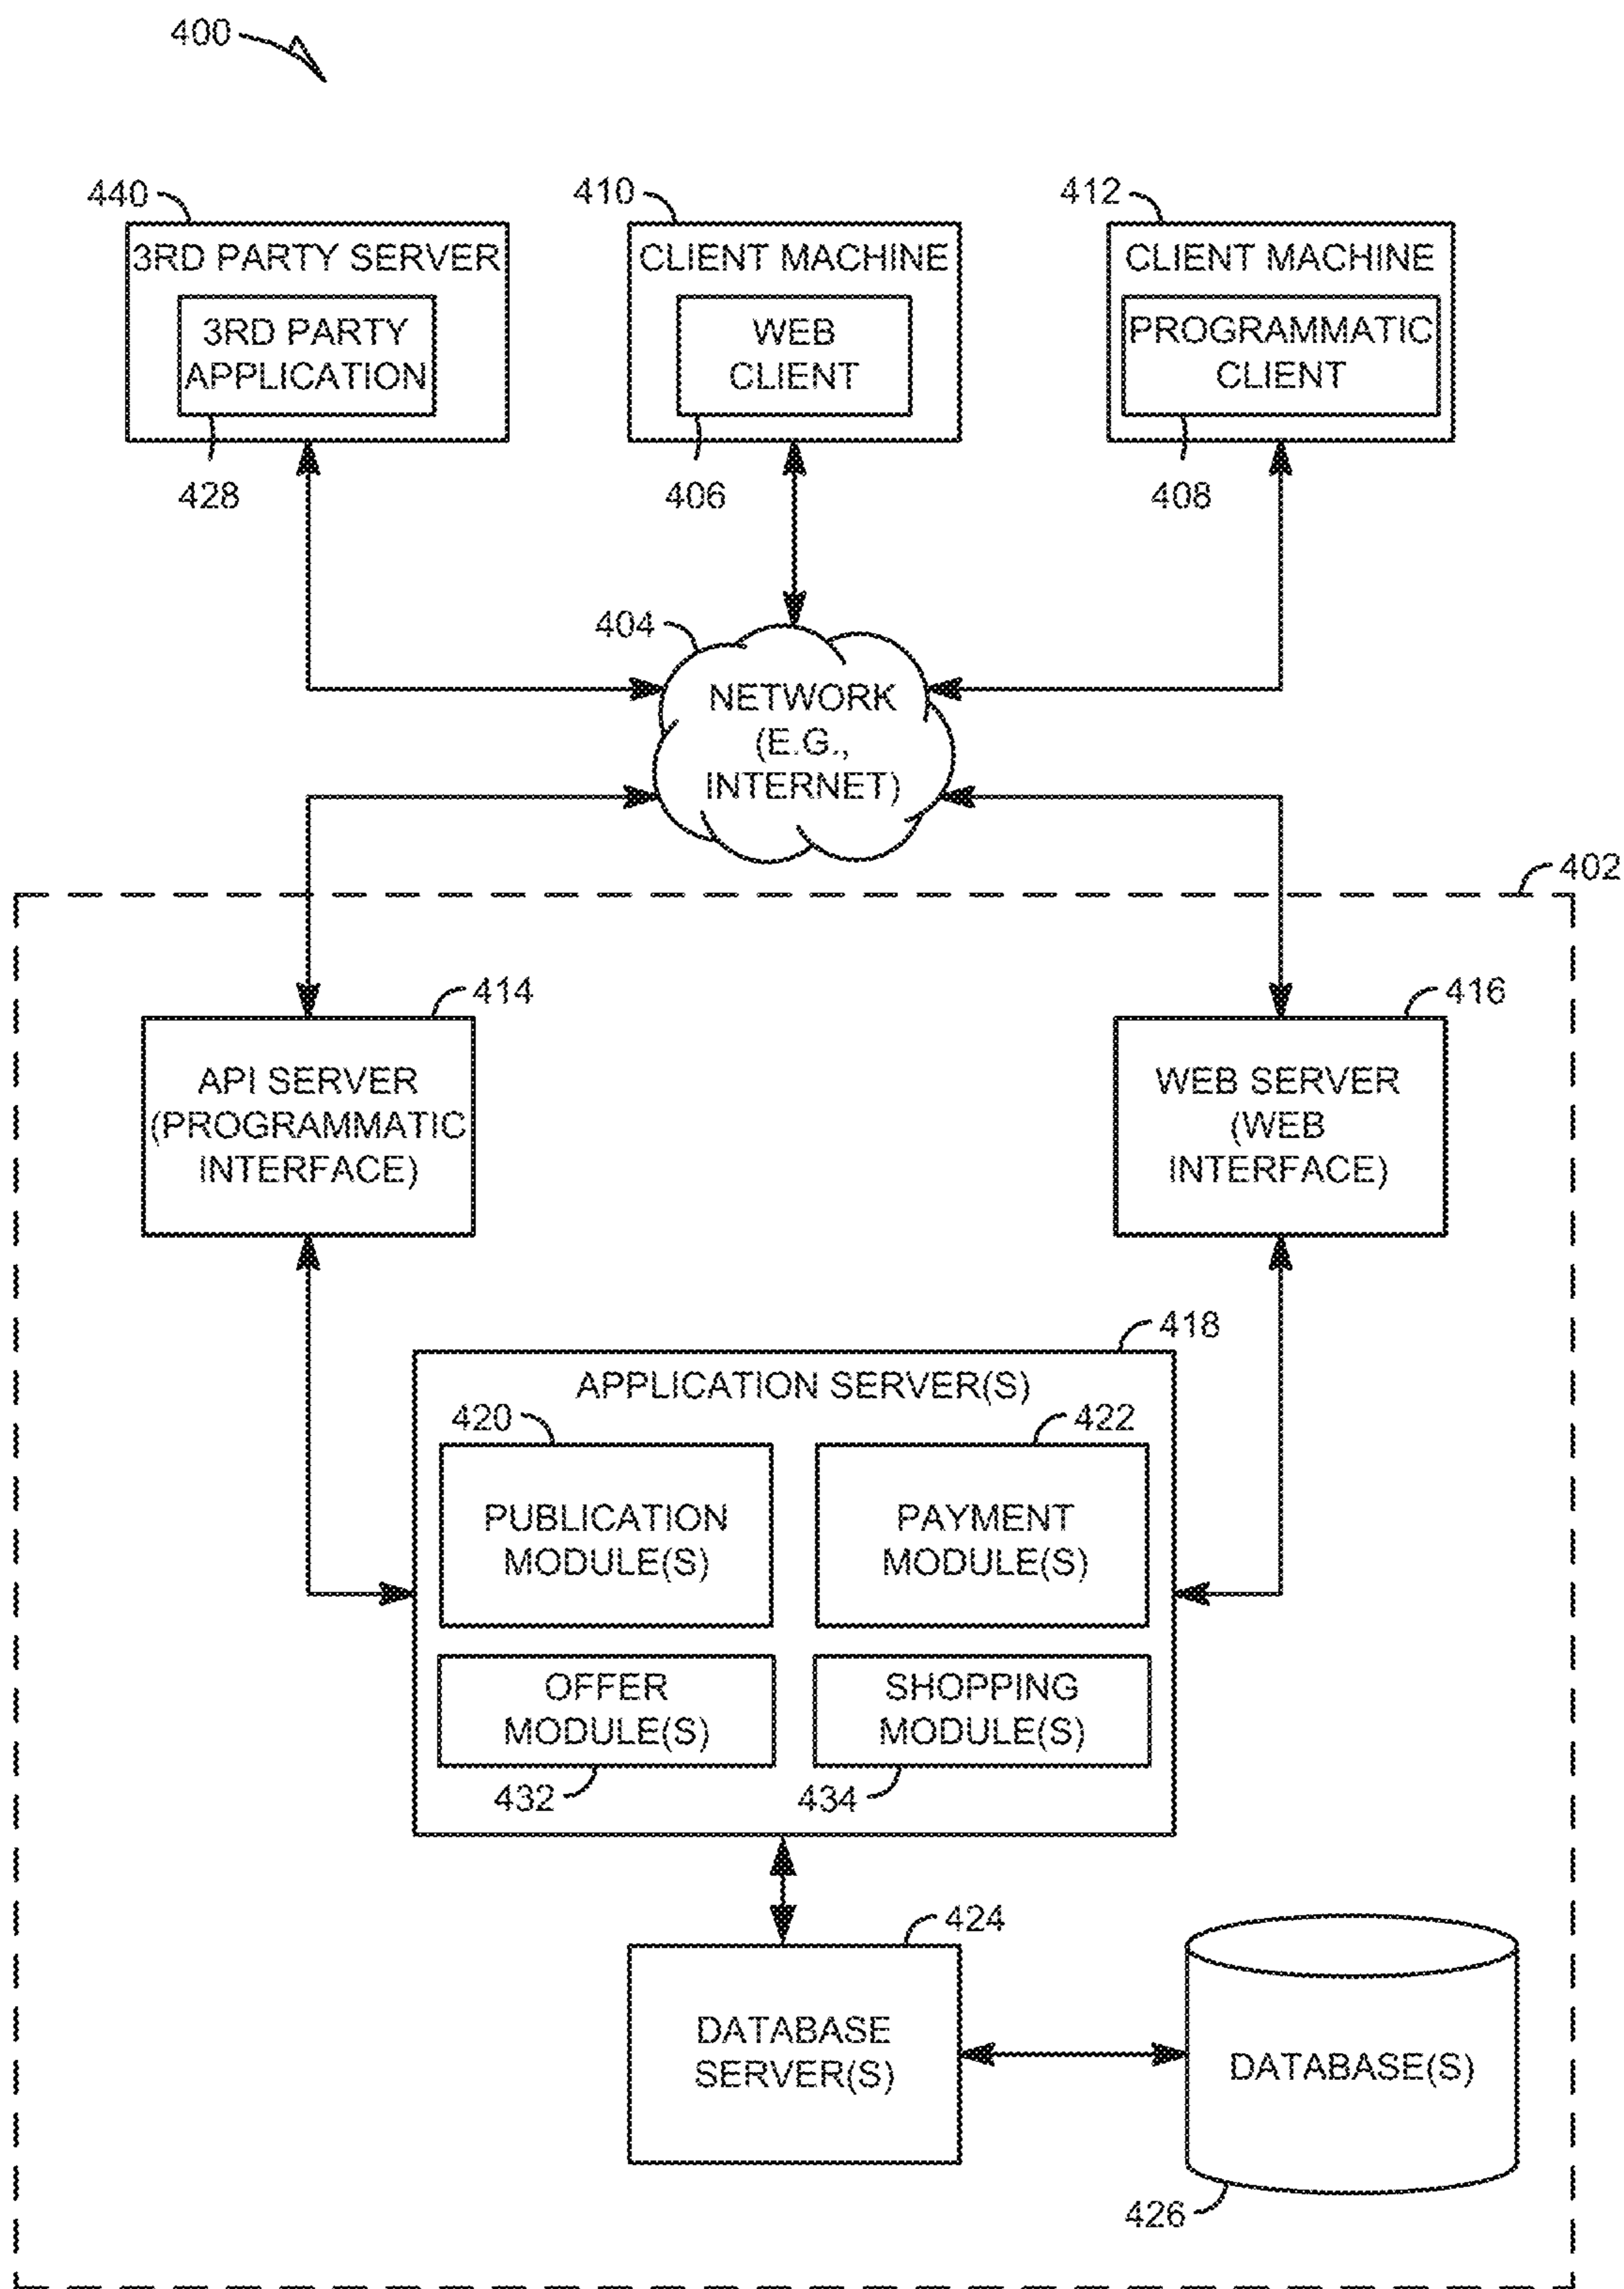 400
440
410
412
3RD PARTY SERVER
CLIENT MACHINE
CLIENT MACHINE
3RD PARTY
APPLICATION
WEB
CLIENT
PROGRAMMATIC
CLIENT
428
406
408
404
NETWORK
(E.G.,
INTERNET)
402
414
416
API SERVER
(PROGRAMMATIC
INTERFACE)
WEB SERVER
(WEB
INTERFACE)
418
APPLICATION SERVER(S)
420
422
PUBLICATION
MODULE(S)
PAYMENT
MODULE(S)
OFFER
MODULE(S)
SHOPPING
MODULE(S)
432
434
424
DATABASE
SERVER(S)
DATABASE(S)
426